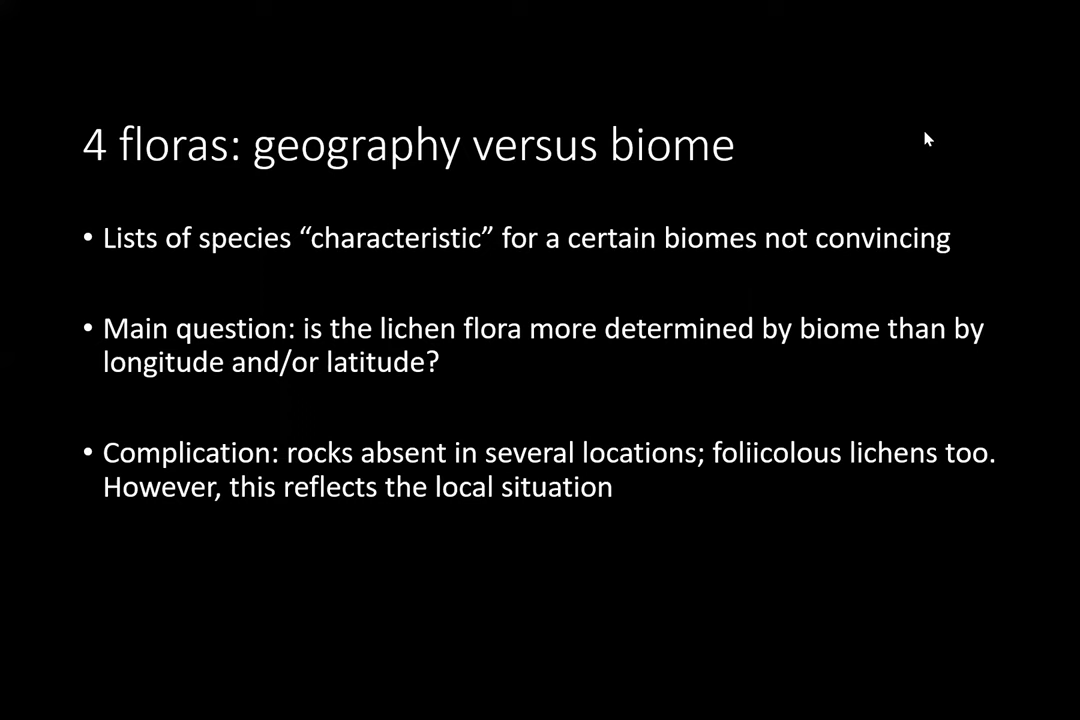 4 floras: geography versus biome
• Lists of species “characteristic” for a certain biomes not convincing
• Main question: is the lichen flora more determined by biome than by
longitude and/or latitude?
• Complication: rocks absent in several locations; foliicolous lichens too.
However, this reflects the local situation